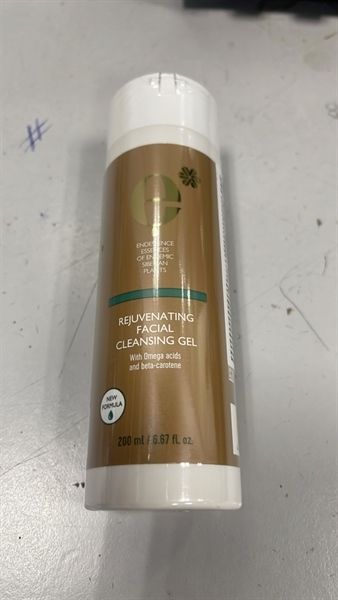 ENDESSENCE
ESSENCES
OF ENDEMIC
SIBERIAN
PLANTS
REJUVENATING
FACIAL
CLEANSING GEL
With Omega acids
and beta-carotene
NEW
FORMULA
200 ml / 6.67 fl. oz.